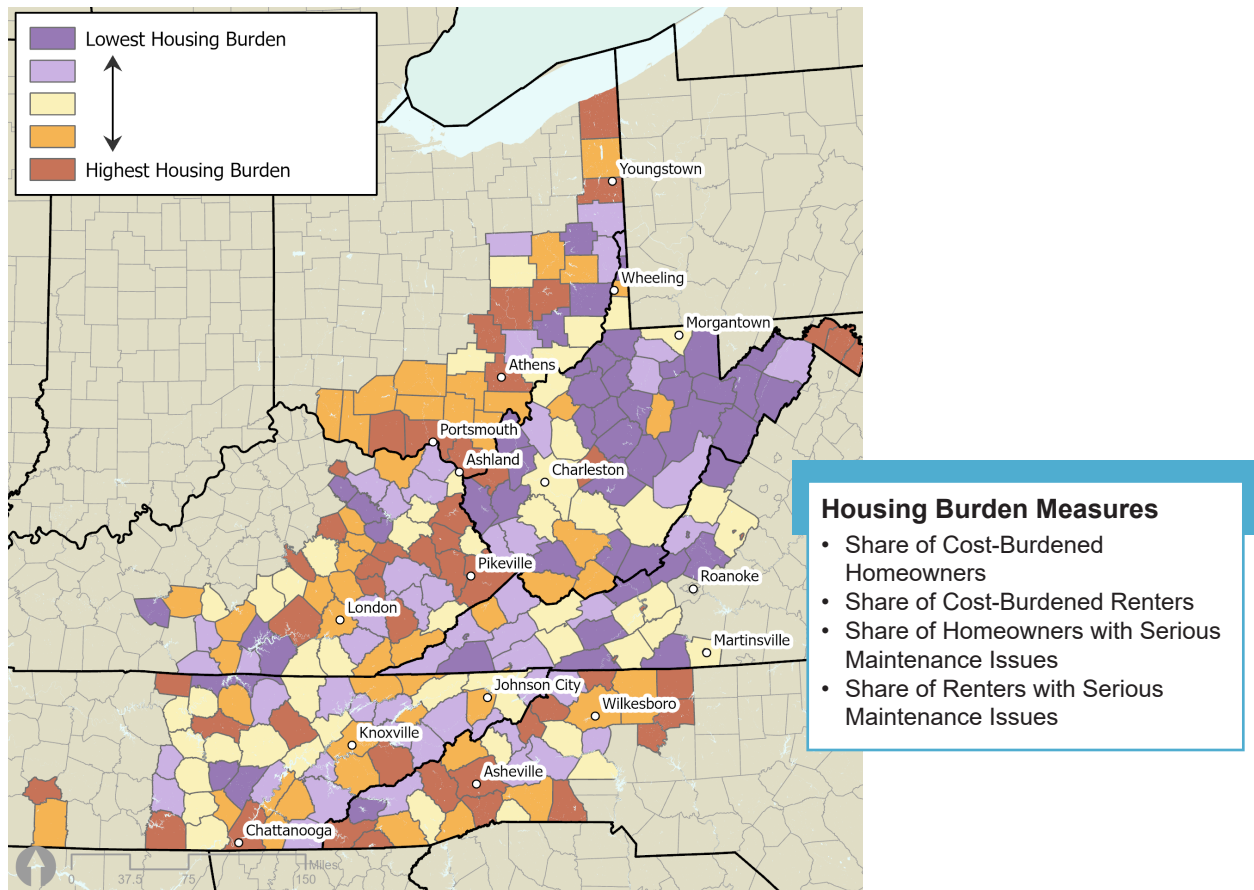 Lowest Housing Burden
Highest Housing Burden
Youngstown
Wheeling
Morgantown
Athens
Portsmouth
Ashland
Charleston
Pikeville
Roanoke
London
Martinsville
Johnson City
Wilkesboro
Knoxville
Asheville
Chattanooga
Miles
0 37.5 75 150
Housing Burden Measures
• Share of Cost-Burdened
Homeowners
• Share of Cost-Burdened Renters
• Share of Homeowners with Serious
Maintenance Issues
• Share of Renters with Serious
Maintenance Issues